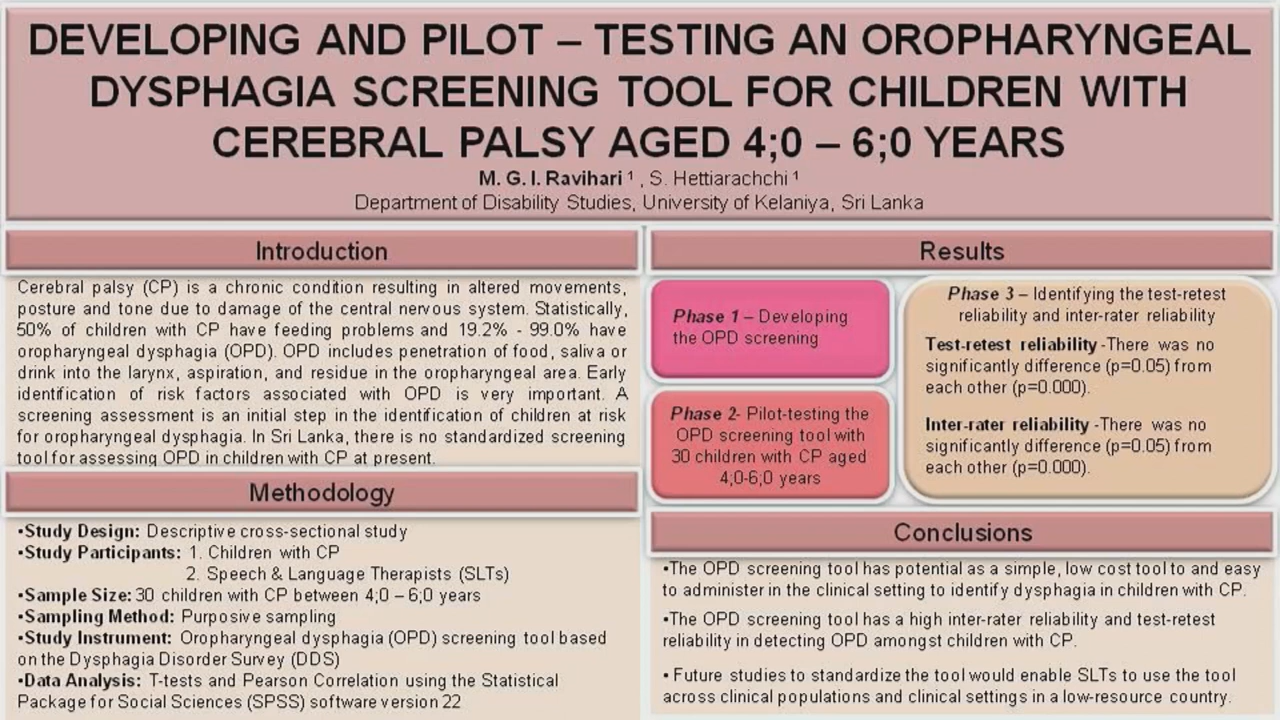 DEVELOPING AND PILOT – TESTING AN OROPHARYNGEAL
DYSPHAGIA SCREENING TOOL FOR CHILDREN WITH
CEREBRAL PALSY AGED 4;0 – 6;0 YEARS
M. G. I. Ravihari ¹ , S. Hettiarachchi ¹
Department of Disability Studies, University of Kelaniya, Sri Lanka
Introduction
Cerebral palsy (CP) is a chronic condition resulting in altered movements,
posture and tone due to damage of the central nervous system. Statistically,
50% of children with CP have feeding problems and 19.2% - 99.0% have
oropharyngeal dysphagia (OPD). OPD includes penetration of food, saliva or
drink into the larynx, aspiration, and residue in the oropharyngeal area. Early
identification of risk factors associated with OPD is very important. A
screening assessment is an initial step in the identification of children at risk
for oropharyngeal dysphagia. In Sri Lanka, there is no standardized screening
tool for assessing OPD in children with CP at present.
Methodology
•Study Design: Descriptive cross-sectional study
•Study Participants: 1. Children with CP
2. Speech & Language Therapists (SLTs)
•Sample Size: 30 children with CP between 4;0 – 6;0 years
•Sampling Method: Purposive sampling
•Study Instrument: Oropharyngeal dysphagia (OPD) screening tool based
on the Dysphagia Disorder Survey (DDS)
•Data Analysis: T-tests and Pearson Correlation using the Statistical
Package for Social Sciences (SPSS) software version 22
Results
Phase 1 – Developing
the OPD screening
Phase 2- Pilot-testing the
OPD screening tool with
30 children with CP aged
4;0-6;0 years
Phase 3 – Identifying the test-retest
reliability and inter-rater reliability
Test-retest reliability -There was no
significantly difference (p=0.05) from
each other (p=0.000).
Inter-rater reliability -There was no
significantly difference (p=0.05) from
each other (p=0.000).
Conclusions
•The OPD screening tool has potential as a simple, low cost tool to and easy
to administer in the clinical setting to identify dysphagia in children with CP.
•The OPD screening tool has a high inter-rater reliability and test-retest
reliability in detecting OPD amongst children with CP.
• Future studies to standardize the tool would enable SLTs to use the tool
across clinical populations and clinical settings in a low-resource country.